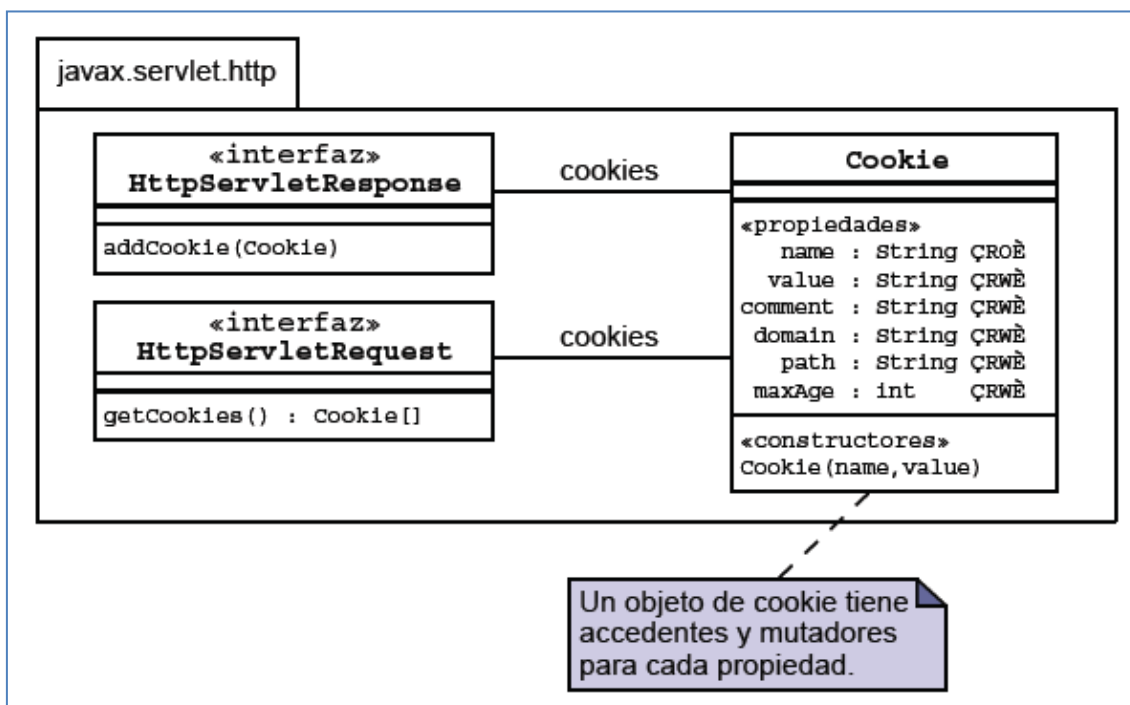 javax.servlet.http
«interfaz»
HttpServletResponse
addCookie(Cookie)
cookies
«interfaz»
HttpServletRequest
getCookies() : Cookie[]
cookies
Cookie
«propiedades»
name : String ÇROÈ
value : String ÇRWÈ
comment : String ÇRWÈ
domain : String ÇRWÈ
path : String ÇRWÈ
maxAge : int ÇRWÈ
«constructores»
Cookie(name,value)
Un objeto de cookie tiene
accedentes y mutadores
para cada propiedad.